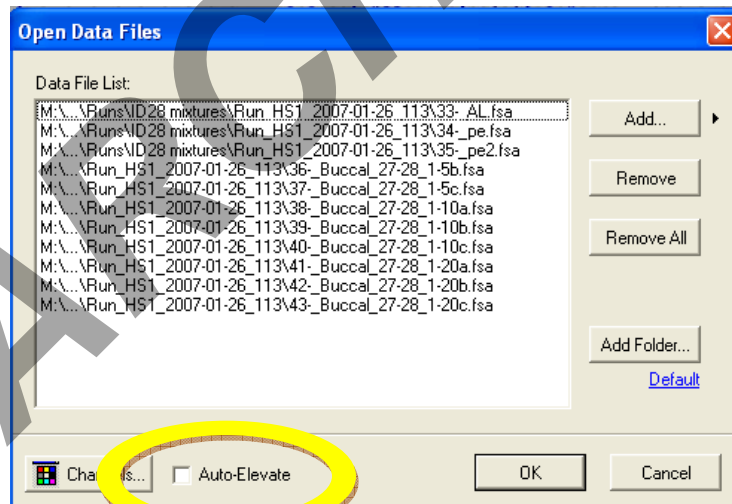 Open Data Files
Data File List:
M:\...\Runs\ID28 mixtures\Run_HS1_2007-01-26_113\33-_AL.fsa
M:\...\Runs\ID28 mixtures\Run_HS1_2007-01-26_113\34-_pe.fsa
M:\...\Runs\ID28 mixtures\Run_HS1_2007-01-26_113\35-_pe2.fsa
M:\...\Run_HS1_2007-01-26_113\36-_Buccal_27-28_1-5b.fsa
M:\...\Run_HS1_2007-01-26_113\37-_Buccal_27-28_1-5c.fsa
M:\...\Run_HS1_2007-01-26_113\38-_Buccal_27-28_1-10a.fsa
M:\...\Run_HS1_2007-01-26_113\39-_Buccal_27-28_1-10b.fsa
M:\...\Run_HS1_2007-01-26_113\40-_Buccal_27-28_1-10c.fsa
M:\...\Run_HS1_2007-01-26_113\41-_Buccal_27-28_1-20a.fsa
M:\...\Run_HS1_2007-01-26_113\42-_Buccal_27-28_1-20b.fsa
M:\...\Run_HS1_2007-01-26_113\43-_Buccal_27-28_1-20c.fsa
Add...
Remove
Remove All
Add Folder...
Default
Auto-Elevate
OK
Cancel